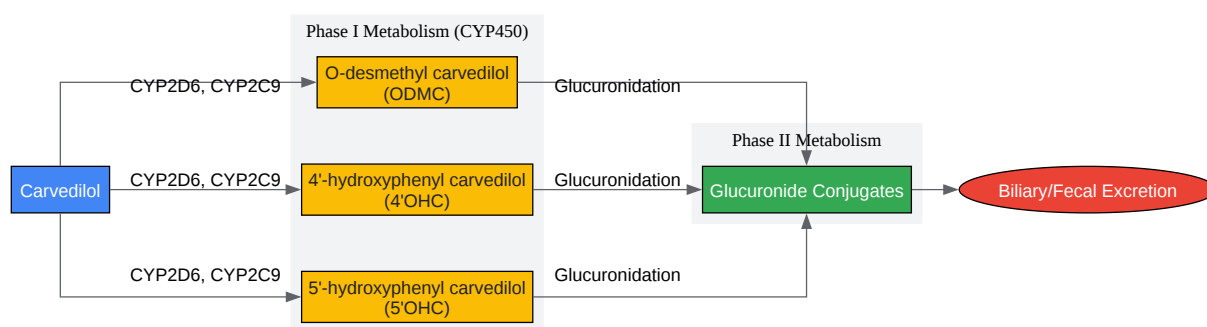 Phase I Metabolism (CYP450)
CYP2D6, CYP2C9
O-desmethyl carvedilol
(ODMC)
Glucuronidation
Phase II Metabolism
Carvedilol
CYP2D6, CYP2C9
4'-hydroxyphenyl carvedilol
(4'OHC)
Glucuronidation
Glucuronide Conjugates
Biliary/Fecal Excretion
CYP2D6, CYP2C9
5'-hydroxyphenyl carvedilol
(5'OHC)
Glucuronidation